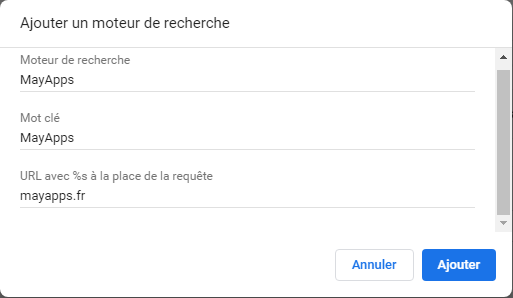 Ajouter un moteur de recherche
Moteur de recherche
MayApps
Mot clé
MayApps
URL avec %s à la place de la requête
mayapps.fr
Annuler
Ajouter